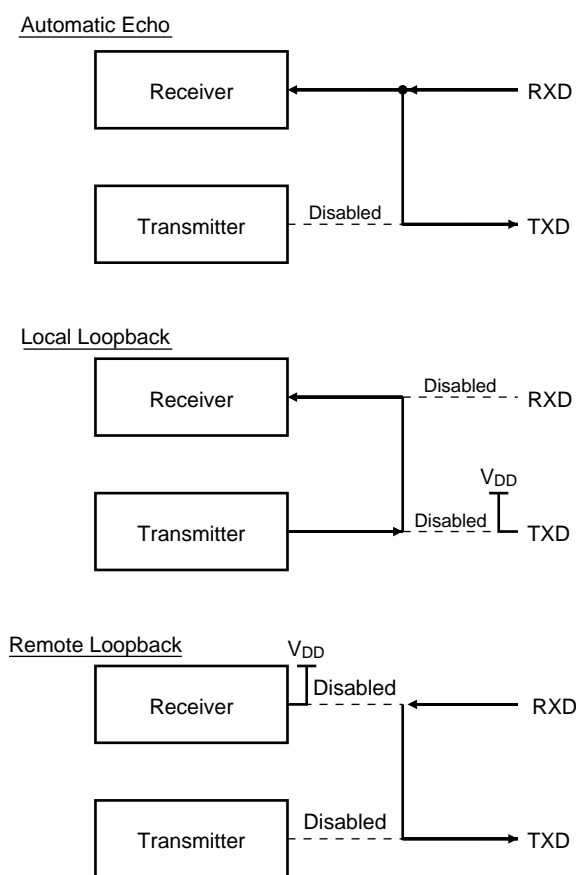 Automatic Echo
Receiver
RXD
Transmitter
Disabled
TXD
Local Loopback
Receiver
Disabled
RXD
VDD
Transmitter
Disabled
TXD
Remote Loopback
VDD
Receiver
Disabled
RXD
Transmitter
Disabled
TXD